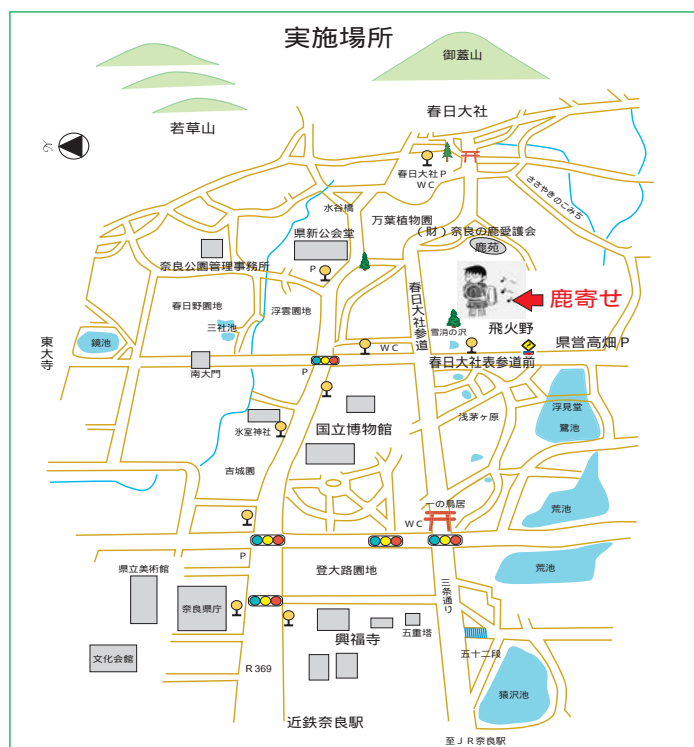 実施場所
御蓋山
若草山
春日大社
春日大社P
WC
ささやきのこみち
水谷橋
万葉植物園
(財)奈良の鹿愛護会
鹿苑
県新公会堂
奈良公園管理事務所
P
春日大社参道
鹿寄せ
春日野園地
浮雲園地
三社池
雪消の沢
飛火野
鏡池
東大寺
WC
県営高畑P
春日大社表参道前
南大門
P
浅茅ヶ原
浮見堂
鷺池
国立博物館
氷室神社
吉城園
一の鳥居
WC
荒池
P
荒池
県立美術館
登大路園地
三条通り
奈良県庁
興福寺
五重塔
五十二段
文化会館
R369
猿沢池
近鉄奈良駅
至JR奈良駅